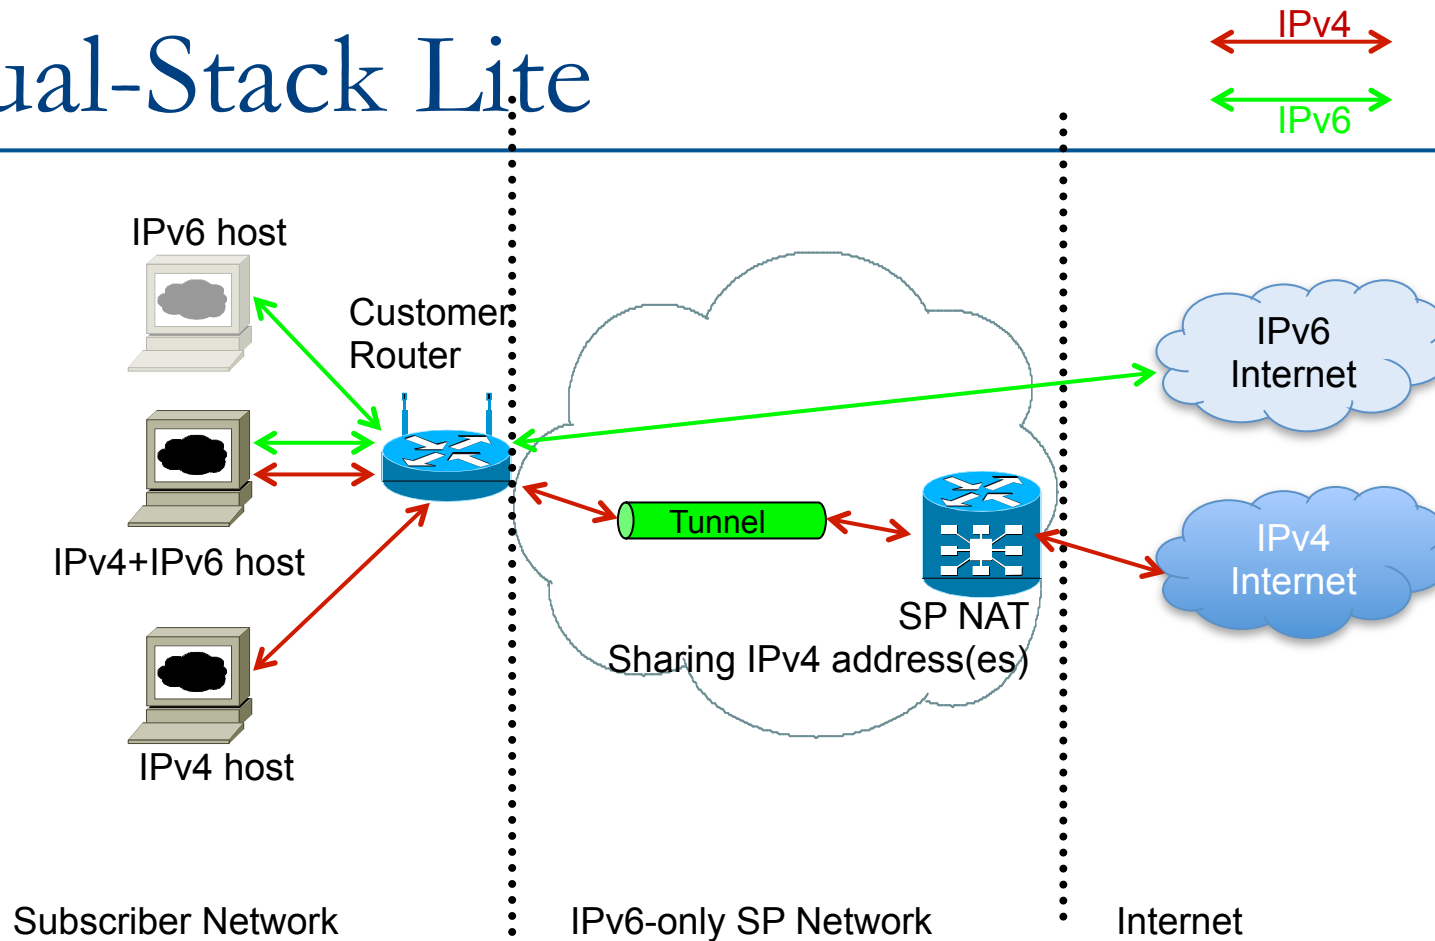 ual-Stack Lite
IPv4
IPv6
IPv6 host
Customer
Router
IPv4+IPv6 host
IPv4 host
Tunnel
SP NAT
Sharing IPv4 address(es)
IPv6
Internet
IPv4
Internet
Subscriber Network
IPv6-only SP Network
Internet